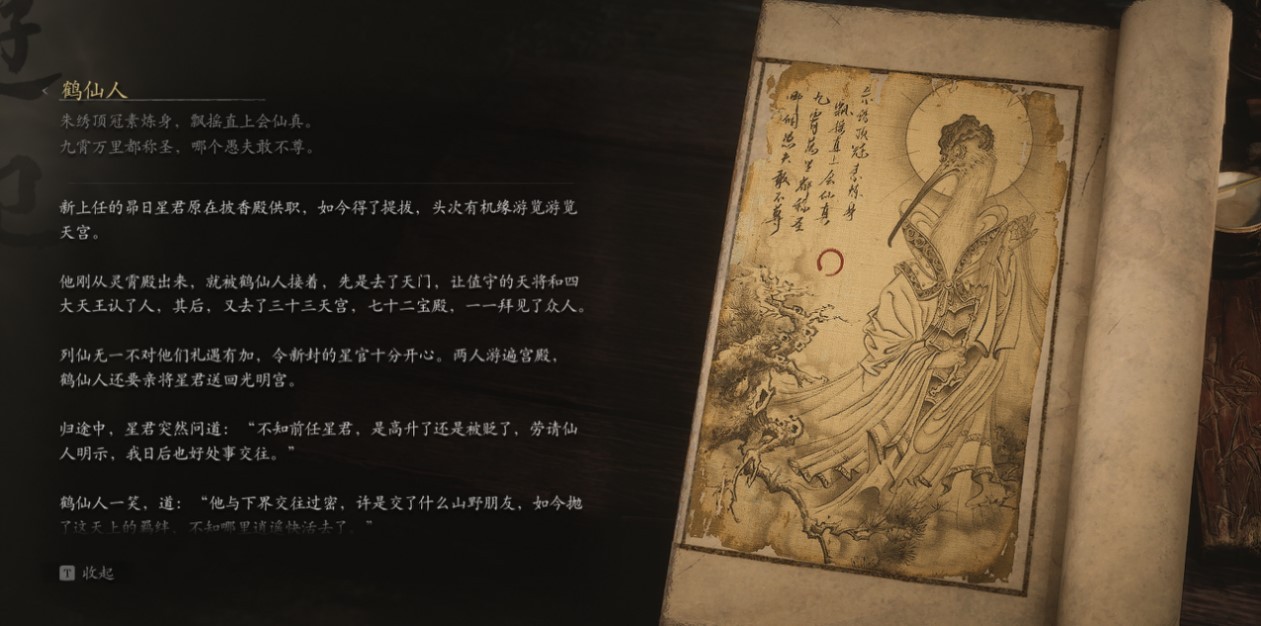 鹤仙人
朱绣顶冠素炼身，飘摇直上会仙真。
九霄万里都称圣，哪个愚夫敢不尊。
新上任的昴日星君原在披香殿供职，如今得了提拔，头次有机缘游览游览
天宫。
他刚从灵霄殿出来，就被鹤仙人接着，先是去了天门，让值守的天将和四
大天王认了人，其后，又去了三十三天宫，七十二宝殿，一一拜见了众人。
列仙无一不对他们礼遇有加，令新封的星官十分开心。两人游遍宫殿，
鹤仙人还要亲将星君送回光明宫。
归途中，星君突然问道：“不知前任星君，是高升了还是被贬了，劳请仙
人明示，我日后也好处事交往。”
鹤仙人一笑，道：“他与下界交往过密，许是交了什么山野朋友，如今抛
了这天上的羁绊，不知哪里逍遥快活去了。”
T 收起
朱绣顶冠素炼身
飘摇直上会仙真
九霄万里都称圣
哪个愚夫敢不尊